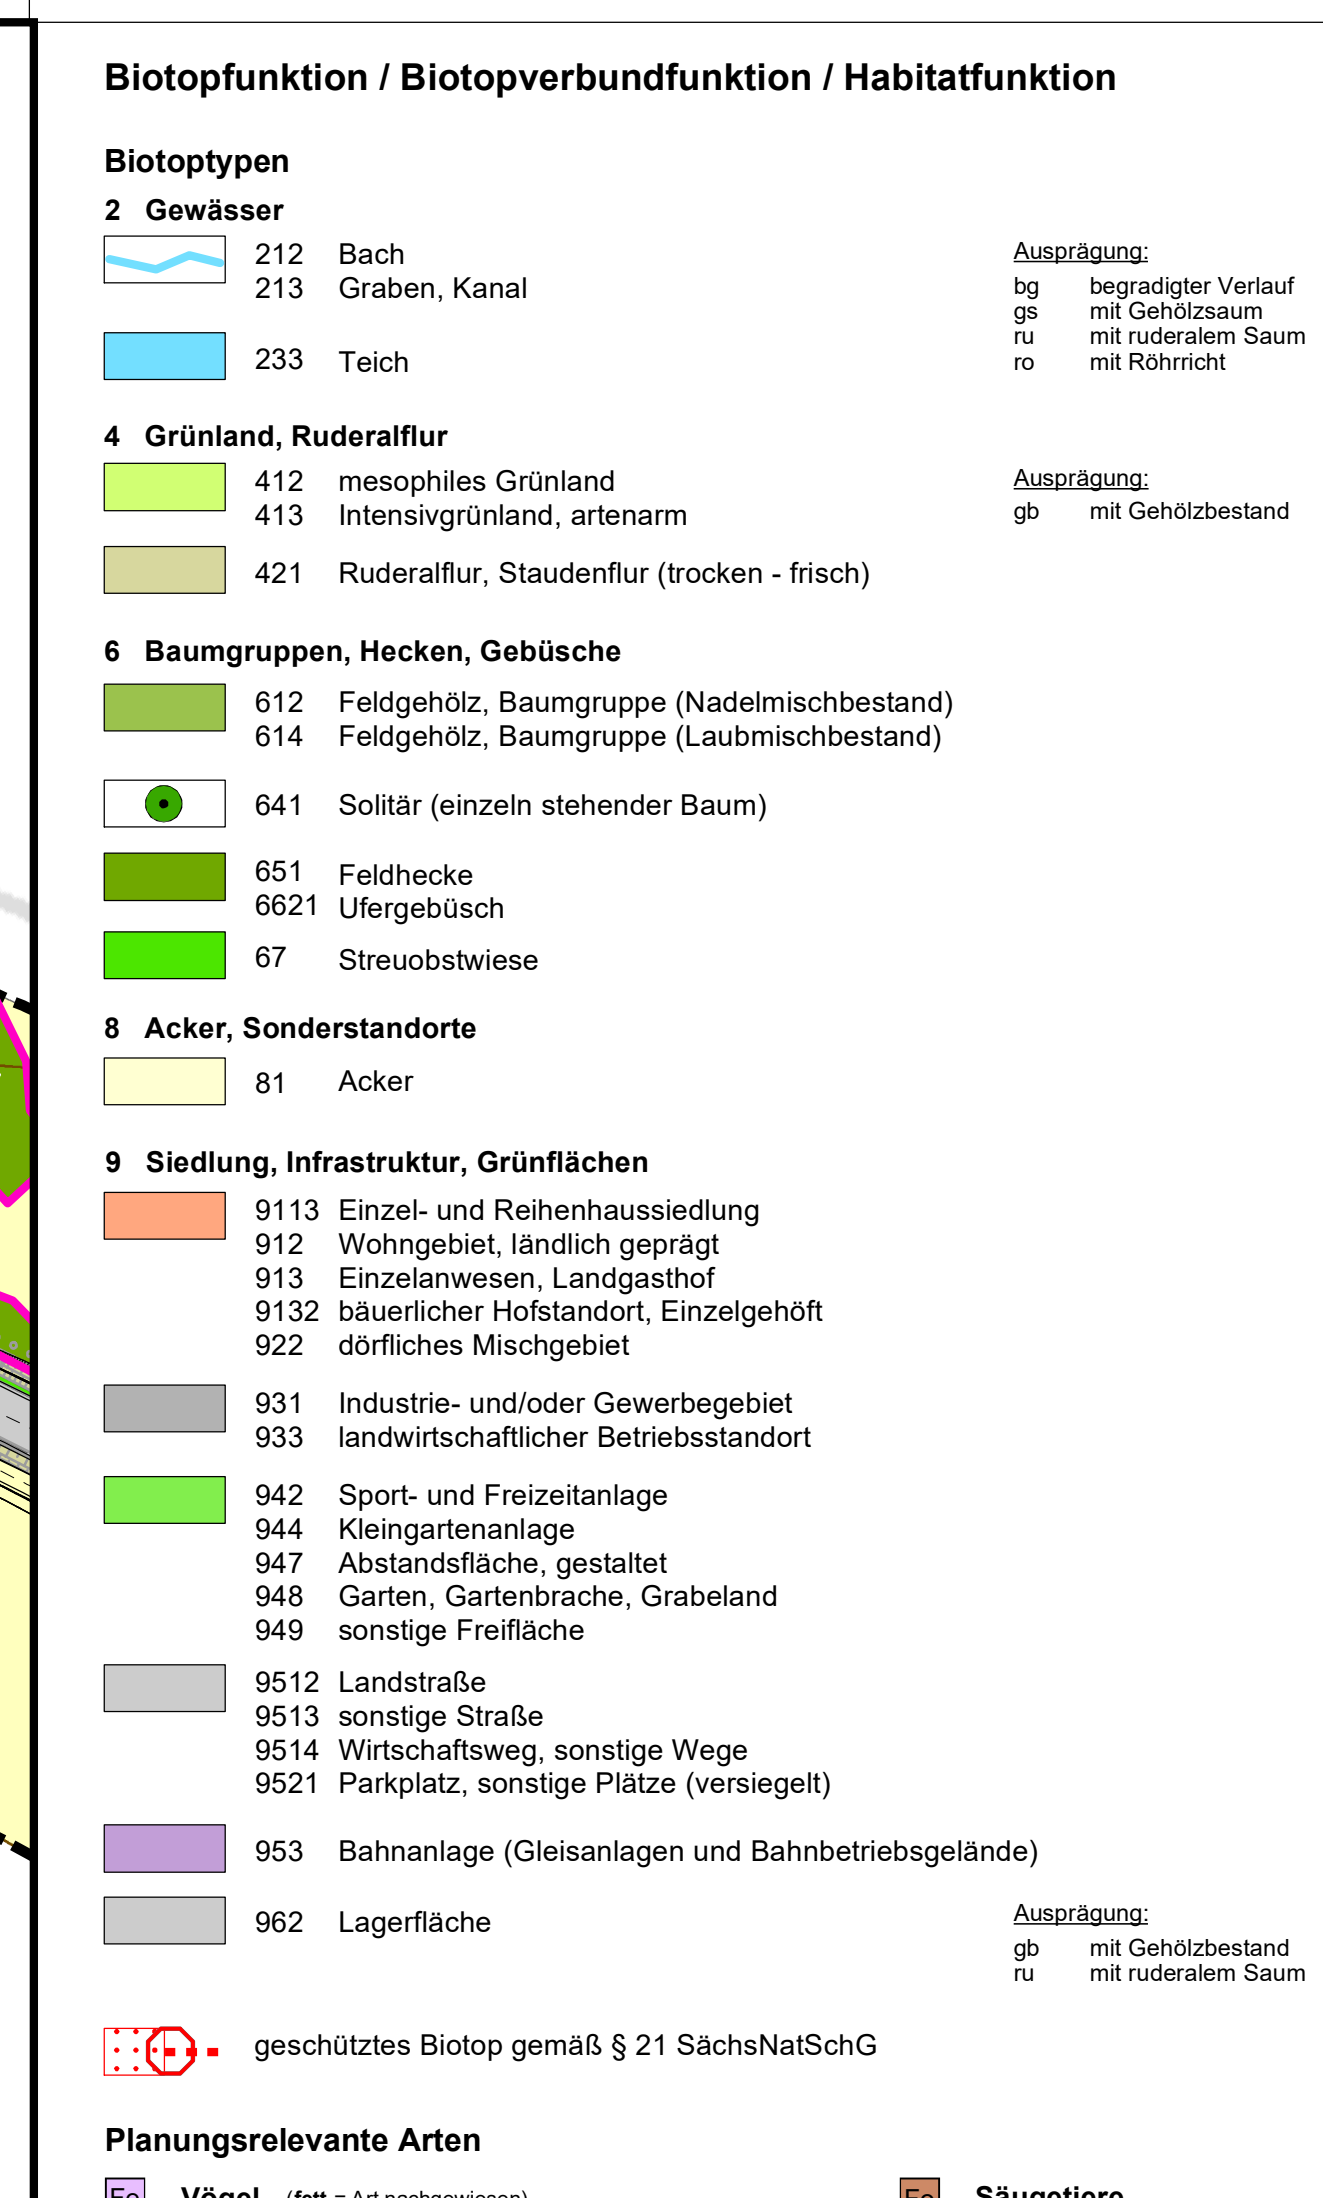 Biotopfunktion / Biotopverbundfunktion / Habitatfunktion
Biotoptypen
2 Gewässer
212 Bach
213 Graben, Kanal
233 Teich
Ausprägung:
bg begradigter Verlauf
gs mit Gehölzsaum
ru mit ruderalem Saum
ro mit Röhrricht
4 Grünland, Ruderalflur
412 mesophiles Grünland
413 Intensivgrünland, artenarm
421 Ruderalflur, Staudenflur (trocken - frisch)
Ausprägung:
gb mit Gehölzbestand
6 Baumgruppen, Hecken, Gebüsche
612 Feldgehölz, Baumgruppe (Nadelmischbestand)
614 Feldgehölz, Baumgruppe (Laubmischbestand)
641 Solitär (einzeln stehender Baum)
651 Feldhecke
6621 Ufergebüsch
67 Streuobstwiese
8 Acker, Sonderstandorte
81 Acker
9 Siedlung, Infrastruktur, Grünflächen
9113 Einzel- und Reihenhaussiedlung
912 Wohngebiet, ländlich geprägt
913 Einzelanwesen, Landgasthof
9132 bäuerlicher Hofstandort, Einzelgehöft
922 dörfliches Mischgebiet
931 Industrie- und/oder Gewerbegebiet
933 landwirtschaftlicher Betriebsstandort
942 Sport- und Freizeitanlage
944 Kleingartenanlage
947 Abstandsfläche, gestaltet
948 Garten, Gartenbrache, Grabeland
949 sonstige Freifläche
9512 Landstraße
9513 sonstige Straße
9514 Wirtschaftsweg, sonstige Wege
9521 Parkplatz, sonstige Plätze (versiegelt)
953 Bahnanlage (Gleisanlagen und Bahnbetriebsgelände)
962 Lagerfläche
Ausprägung:
gb mit Gehölzbestand
ru mit ruderalem Saum
geschütztes Biotop gemäß § 21 SächsNatSchG
Planungsrelevante Arten
Vögel (fett = Art nachgewiesen)
Säugetiere